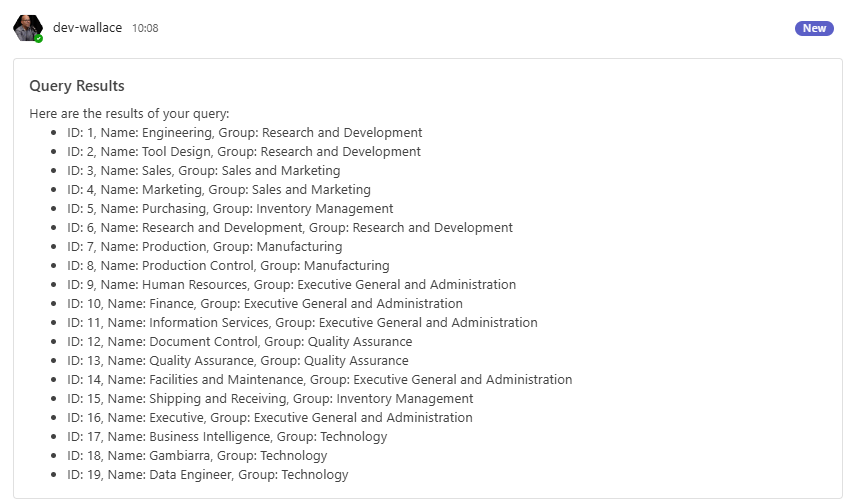 dev-wallace 10:08
New
Query Results
Here are the results of your query:
ID: 1, Name: Engineering, Group: Research and Development
ID: 2, Name: Tool Design, Group: Research and Development
ID: 3, Name: Sales, Group: Sales and Marketing
ID: 4, Name: Marketing, Group: Sales and Marketing
ID: 5, Name: Purchasing, Group: Inventory Management
ID: 6, Name: Research and Development, Group: Research and Development
ID: 7, Name: Production, Group: Manufacturing
ID: 8, Name: Production Control, Group: Manufacturing
ID: 9, Name: Human Resources, Group: Executive General and Administration
ID: 10, Name: Finance, Group: Executive General and Administration
ID: 11, Name: Information Services, Group: Executive General and Administration
ID: 12, Name: Document Control, Group: Quality Assurance
ID: 13, Name: Quality Assurance, Group: Quality Assurance
ID: 14, Name: Facilities and Maintenance, Group: Executive General and Administration
ID: 15, Name: Shipping and Receiving, Group: Inventory Management
ID: 16, Name: Executive, Group: Executive General and Administration
ID: 17, Name: Business Intelligence, Group: Technology
ID: 18, Name: Gambiarra, Group: Technology
ID: 19, Name: Data Engineer, Group: Technology